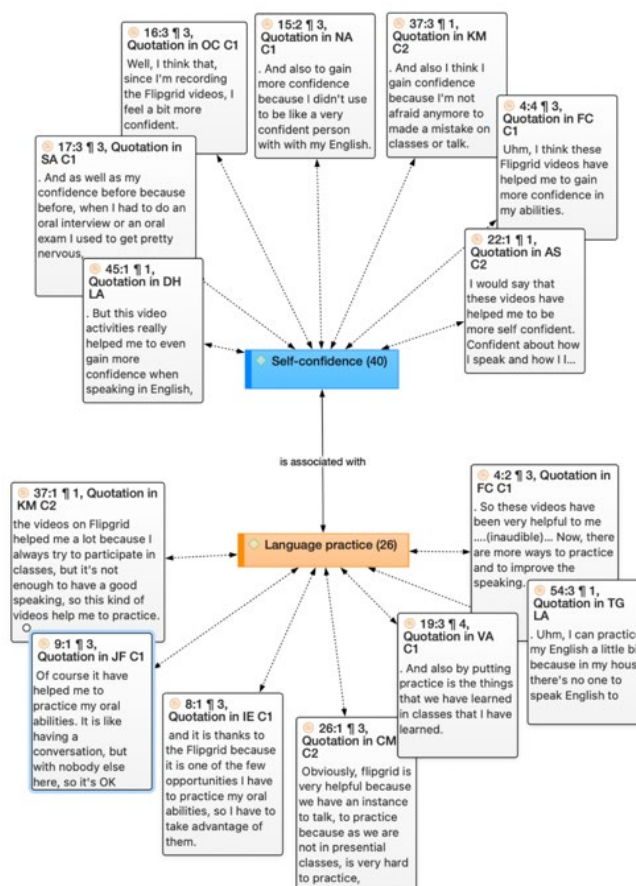 16:3 ¶ 3,
Quotation in OC C1
Well, I think that,
since I'm recording
the Flipgrid videos, I
feel a bit more
confident.
15:2 ¶ 3,
Quotation in NA
C1
. And also to gain
more confidence
because I didn't use
to be like a very
confident person
with with my English.
37:3 ¶ 1,
Quotation in KM
C2
. And also I think I
gain confidence
because I'm not
afraid anymore to
made a mistake on
classes or talk.
4:4 ¶ 3,
Quotation in FC
C1
Uhm, I think these
Flipgrid videos have
helped me to gain
more confidence in
my abilities.
17:3 ¶ 3, Quotation in
SA C1
. And as well as my
confidence before because
before, when I had to do an
oral interview or an oral
exam I used to get pretty
nervous,
45:1 ¶ 1,
Quotation in DH
LA
. But this video
activities really
helped me to even
gain more
confidence when
speaking in English,
22:1 ¶ 1,
Quotation in AS
C2
I would say that
these videos have
helped me to be
more self confident.
Confident about how
I speak and how I l...
Self-confidence (40)
is associated with
Language practice (26)
37:1 ¶ 1, Quotation in
KM C2
the videos on Flipgrid
helped me a lot because I
always try to participate in
classes, but it's not
enough to have a good
speaking, so this kind of
videos help me to practice.
9:1 ¶ 3,
Quotation in JF C1
Of course it have
helped me to
practice my oral
abilities. It is like
having a
conversation, but
with nobody else
here, so it's OK
8:1 ¶ 3,
Quotation in IE C1
and it is thanks to
the Flipgrid because
it is one of the few
opportunities I have
to practice my oral
abilities, so I have to
take advantage of
them.
26:1 ¶ 3,
Quotation in CM
C2
Obviously, flipgrid is
very helpful because
we have an instance
to talk, to practice
because as we are
not in presential
classes, is very hard
to practice,
19:3 ¶ 4,
Quotation in VA
C1
. And also by putting
practice is the things
that we have learned
in classes that I have
learned.
4:2 ¶ 3, Quotation in
FC C1
. So these videos have
been very helpful to me
....(inaudible)... Now, there
are more ways to practice
and to improve the
speaking.
54:3 ¶ 1,
Quotation in TG
LA
. Uhm, I can practice
my English a little
because in my
there's no one to
speak English to